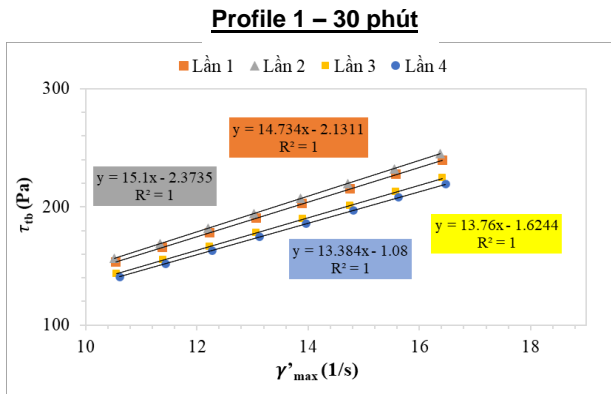 Profile 1 – 30 phút
Lần 1 Lần 2 Lần 3 Lần 4
300
200
100
τtb (Pa)
y = 14.734x - 2.1311
R² = 1
y = 15.1x - 2.3735
R² = 1
y = 13.76x - 1.6244
R² = 1
y = 13.384x - 1.08
R² = 1
10 12 14 16 18
γ'max (1/s)